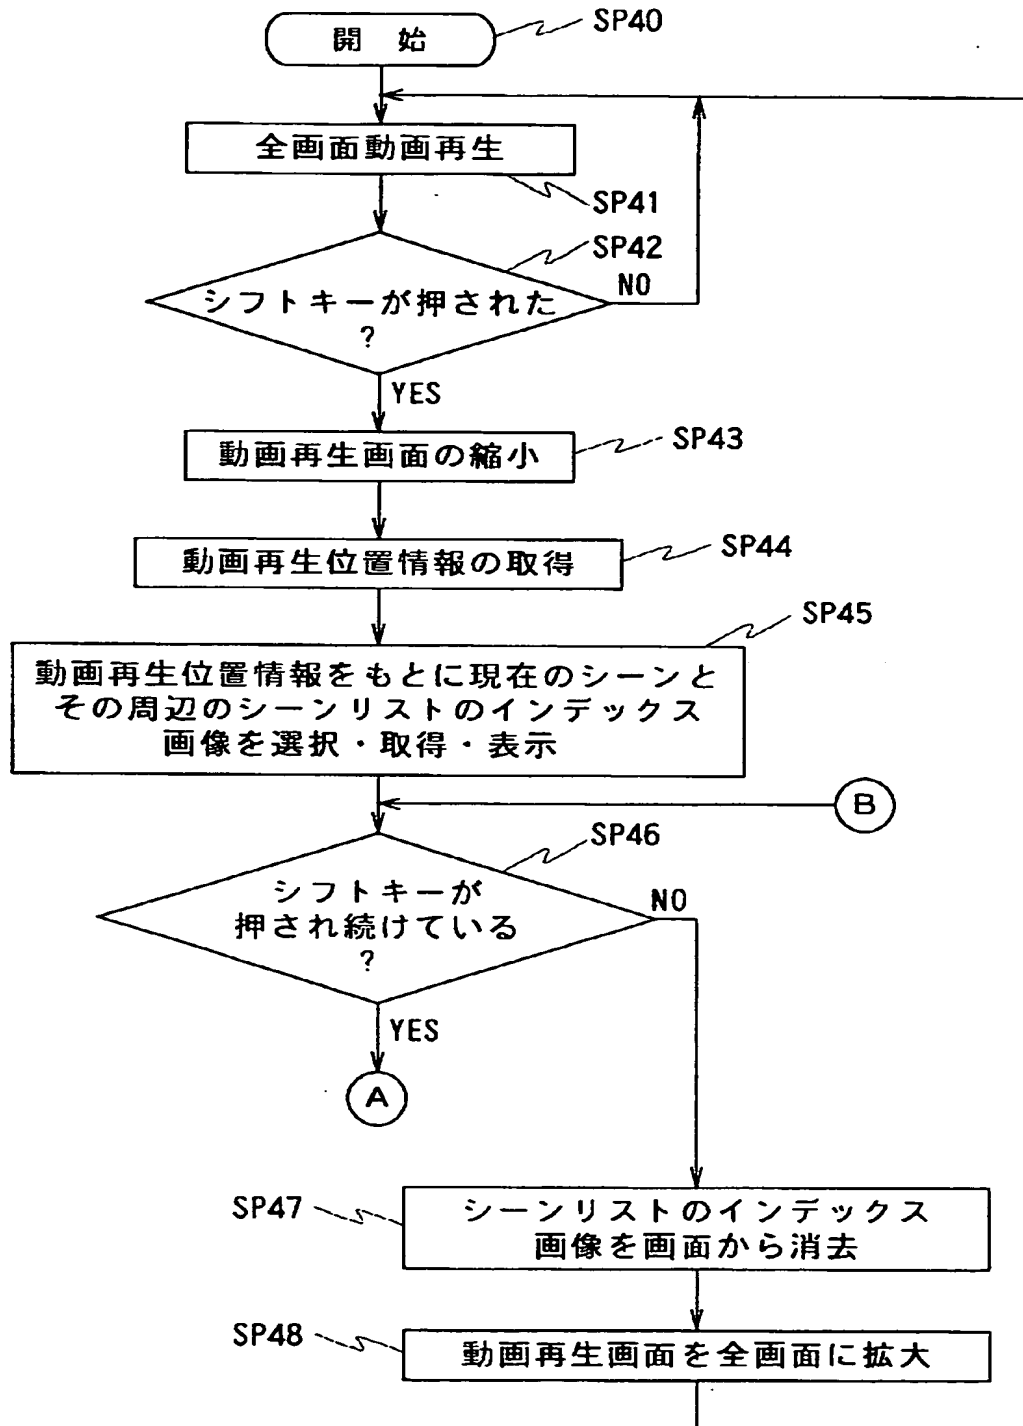 開 始
SP40
全画面動画再生
SP41
SP42
シフトキーが押された
?
NO
YES
動画再生画面の縮小
SP43
動画再生位置情報の取得
SP44
SP45
動画再生位置情報をもとに現在のシーンと
その周辺のシーンリストのインデックス
画像を選択・取得・表示
B
SP46
シフトキーが
押され続けている
?
NO
YES
A
SP47
シーンリストのインデックス
画像を画面から消去
SP48
動画再生画面を全画面に拡大